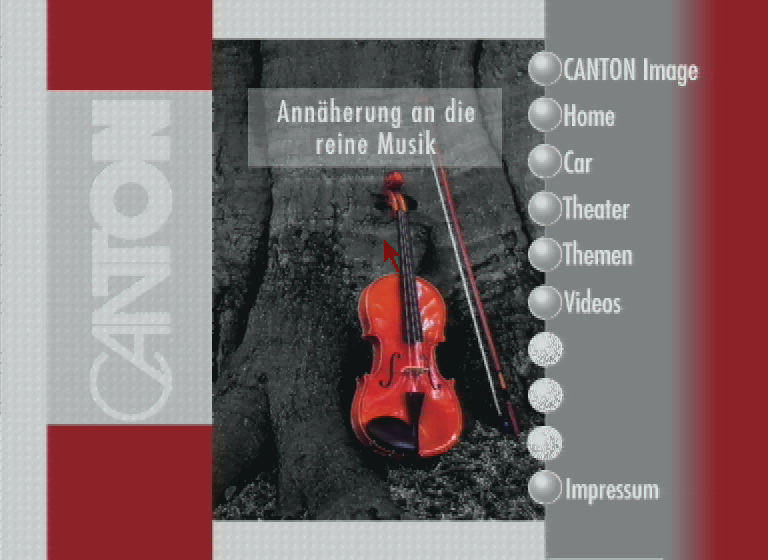 CANTON
Annäherung an die
reine Musik
CANTON Image
Home
Car
Theater
Themen
Videos
Impressum